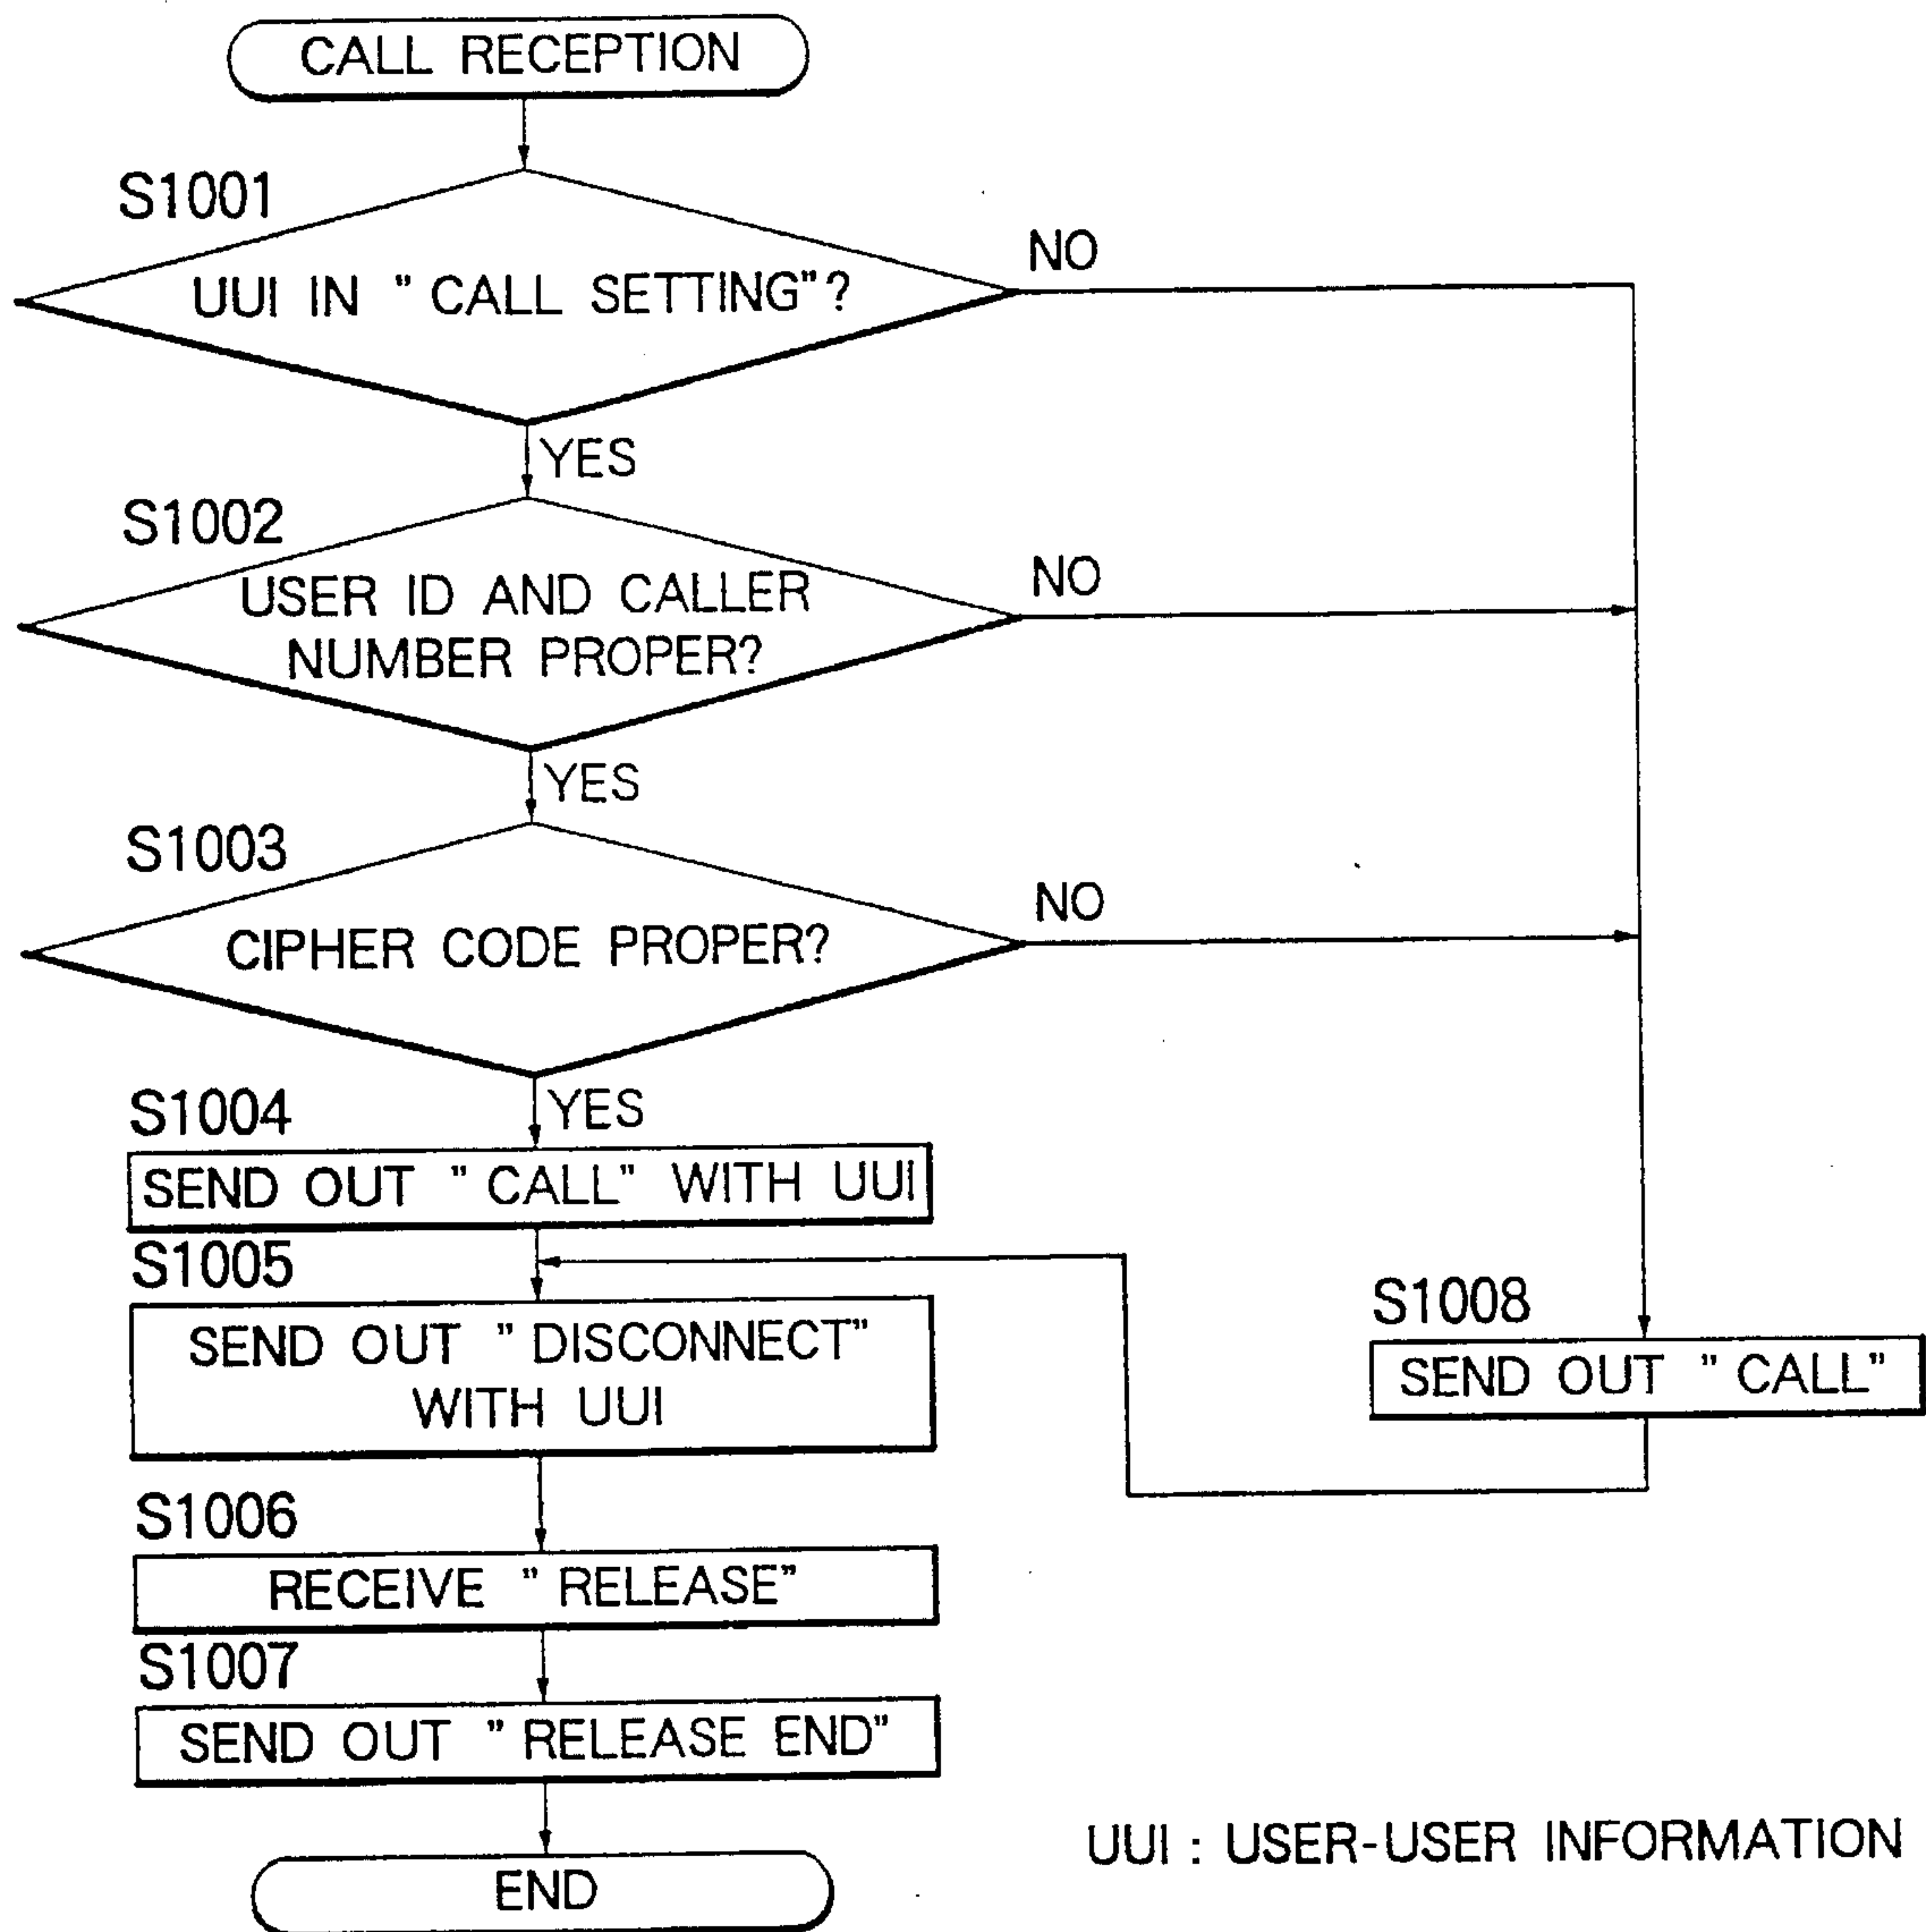 CALL RECEPTION
S1001
UUI IN " CALL SETTING"?
NO
YES
S1002
USER ID AND CALLER
NUMBER PROPER?
NO
YES
S1003
CIPHER CODE PROPER?
NO
YES
S1004
SEND OUT " CALL" WITH UUI
S1005
SEND OUT " DISCONNECT"
WITH UUI
S1008
SEND OUT " CALL"
S1006
RECEIVE " RELEASE"
S1007
SEND OUT " RELEASE END"
END
UUI : USER-USER INFORMATION